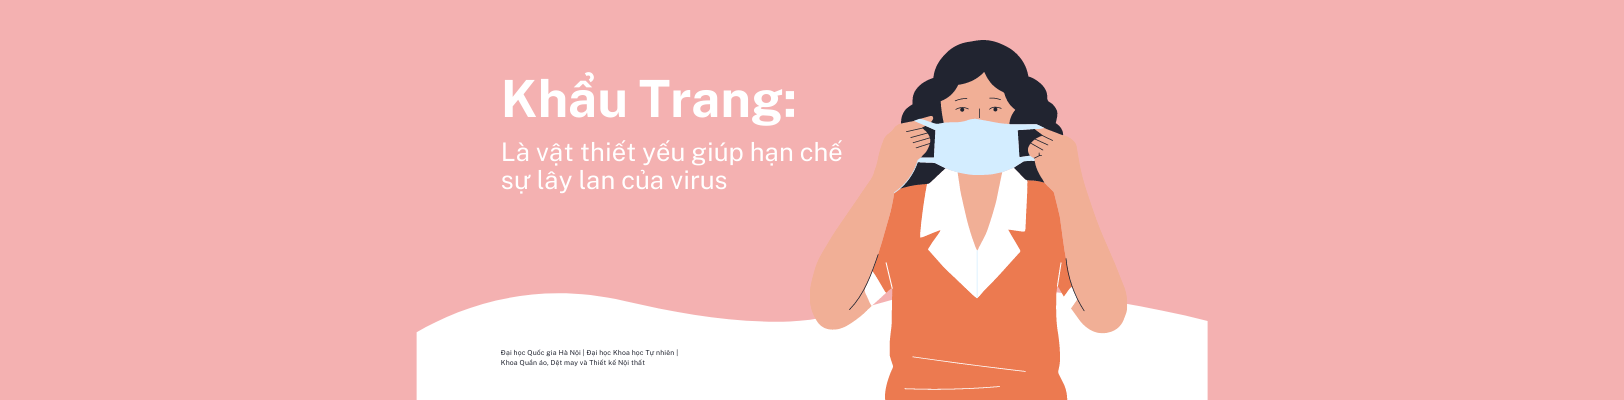 Khẩu Trang:
Là vật thiết yếu giúp hạn chế
sự lây lan của virus
Đại học Quốc gia Hà Nội | Đại học Khoa học Tự nhiên |
Khoa Quần áo, Dệt may và Thiết kế Nội thất